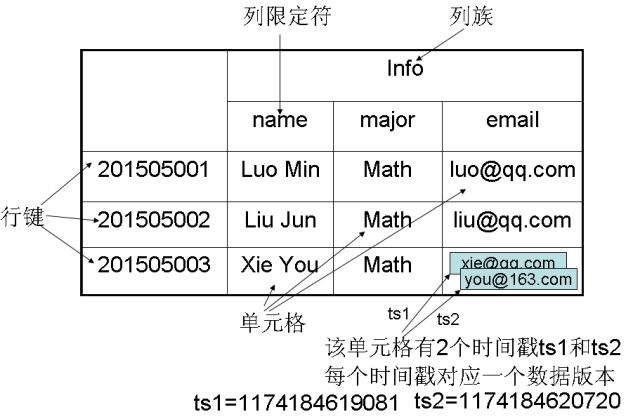 列限定符 列族
Info
name major email
201505001 Luo Min Math luo@qq.com
行键 201505002 Liu Jun Math liu@qq.com
201505003 Xie You Math xie@qq.com
you@163.com
单元格 ts1 ts2
该单元格有2个时间戳ts1和ts2
每个时间戳对应一个数据版本
ts1=1174184619081 ts2=1174184620720